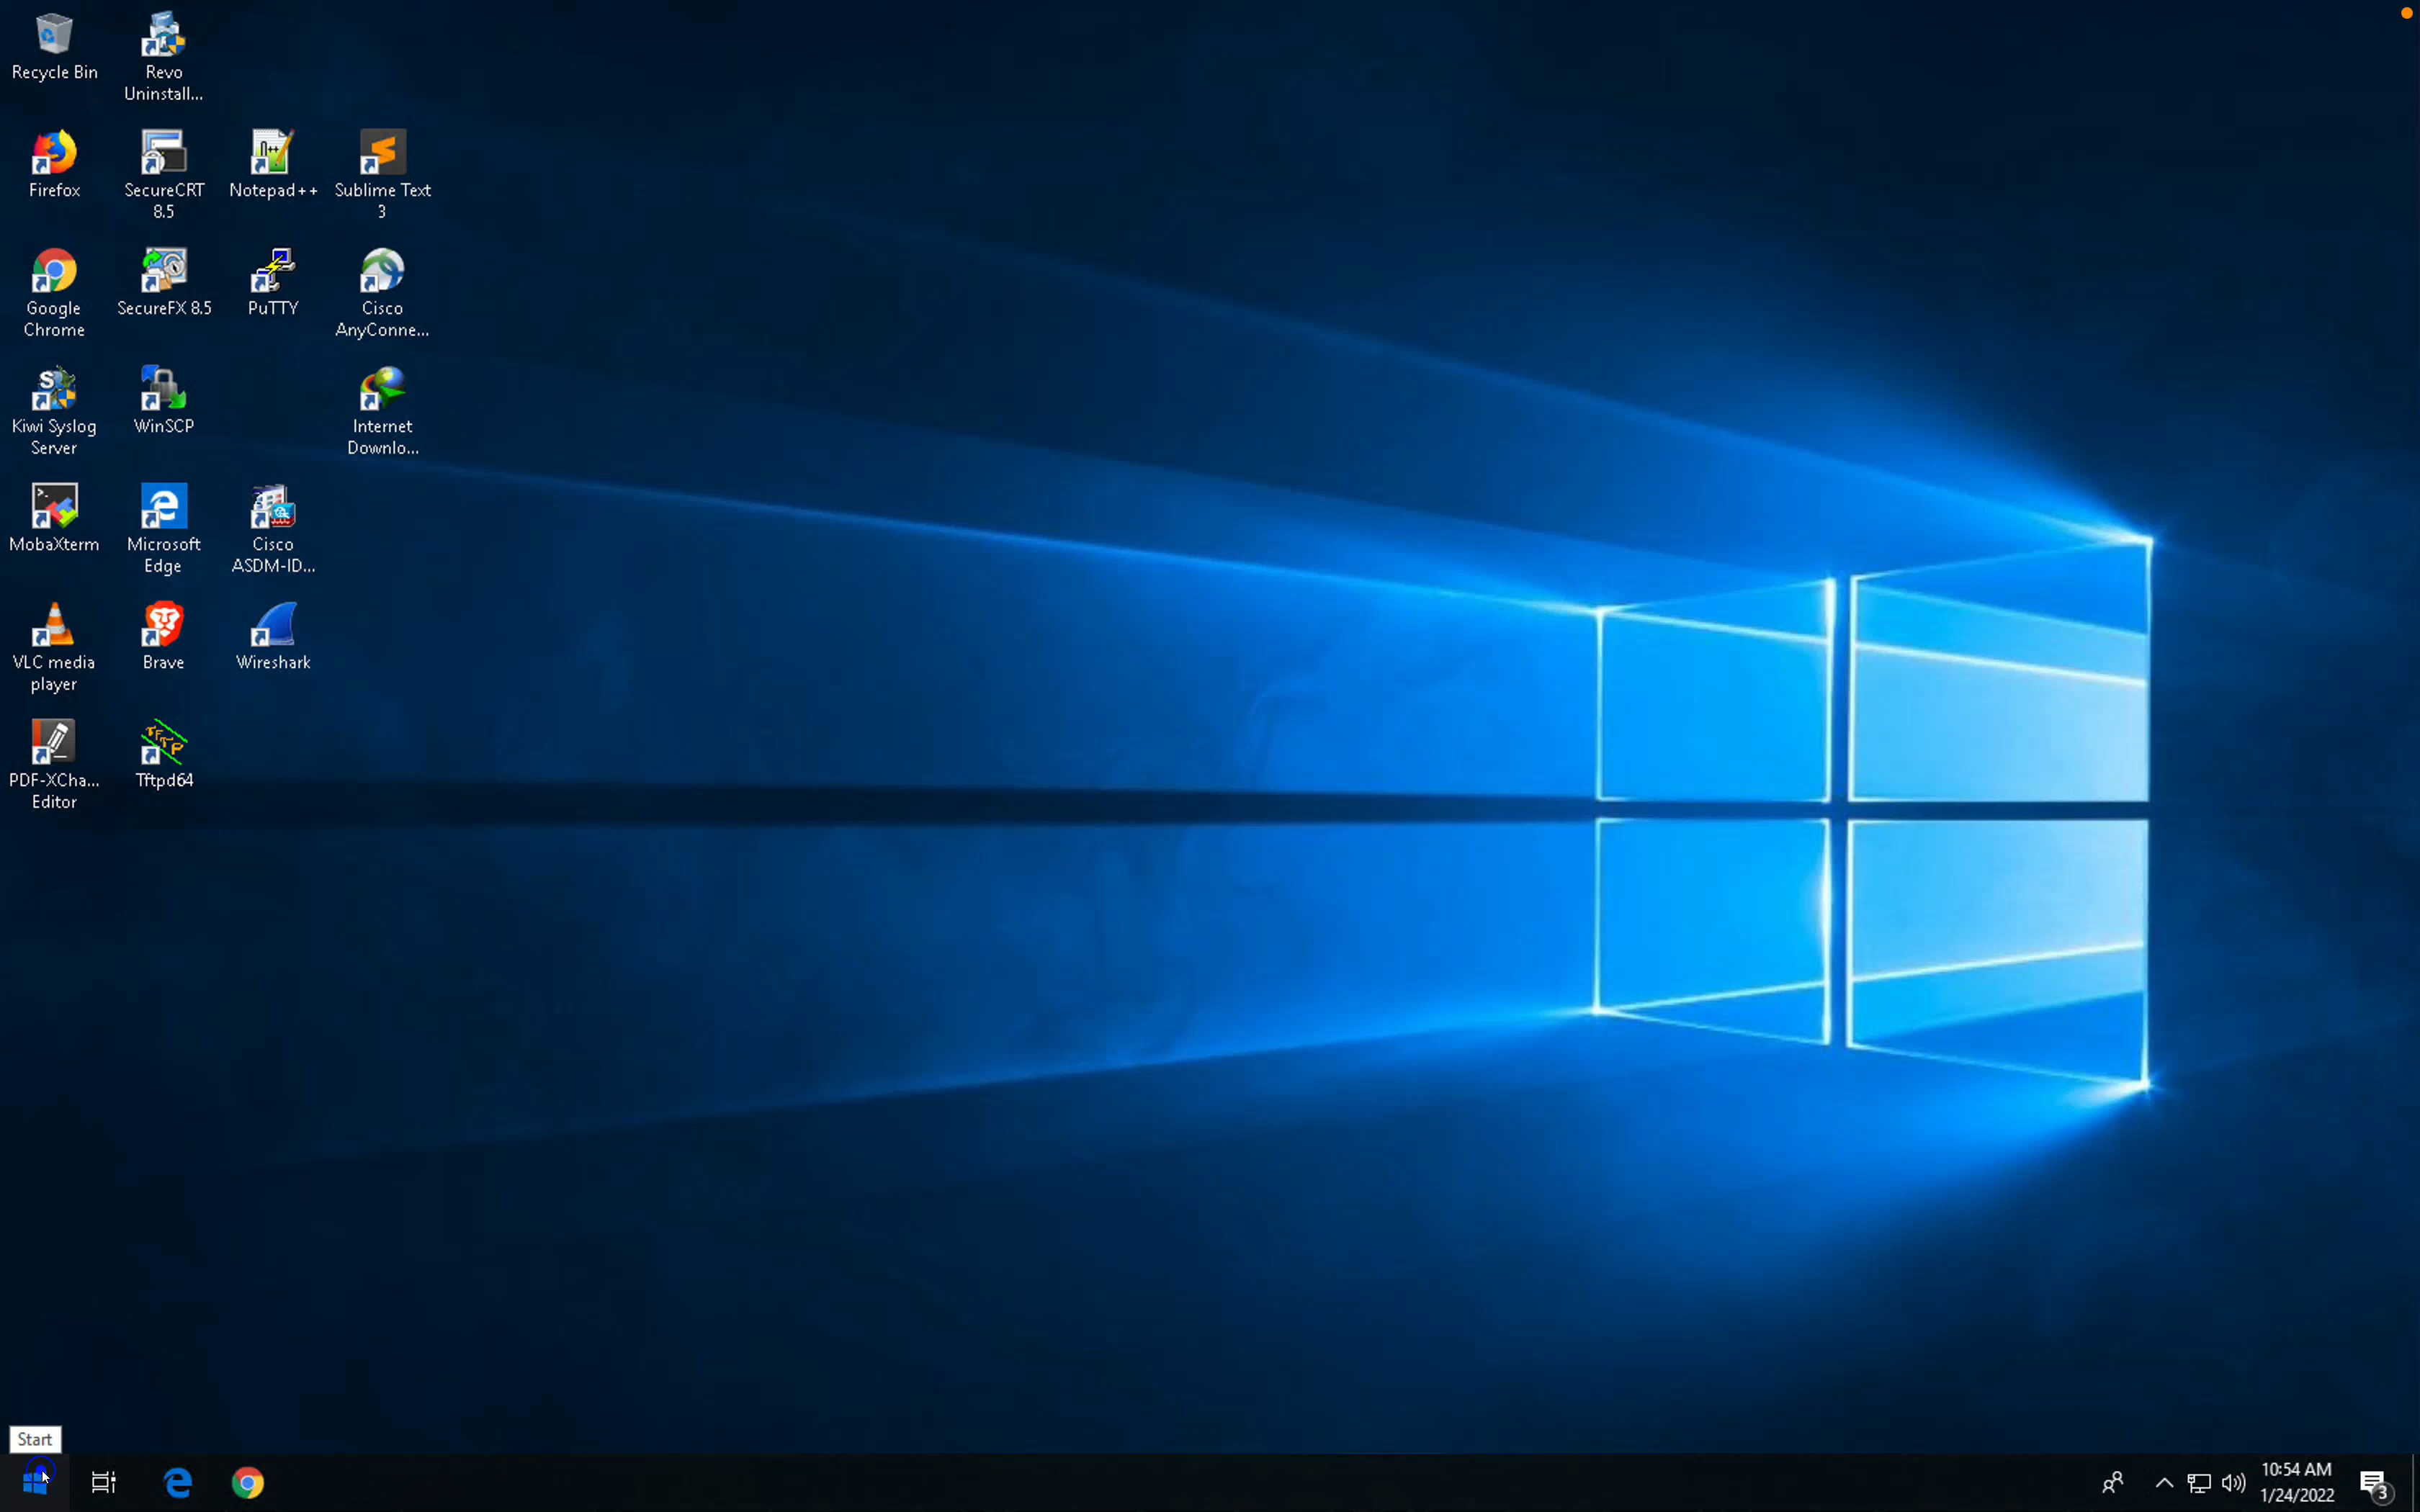 Recycle Bin
Revo
Uninstall...
Firefox
SecureCRT
8.5
Notepad++
Sublime Text
3
Google
Chrome
SecureFX 8.5
PuTTY
Cisco
AnyConne...
Kiwi Syslog
Server
WinSCP
Internet
Downlo...
MobaXterm
Microsoft
Edge
Cisco
ASDM-ID...
VLC media
player
Brave
Wireshark
PDF-XCha...
Editor
Tftpd64
Start
10:54 AM
1/24/2022
3